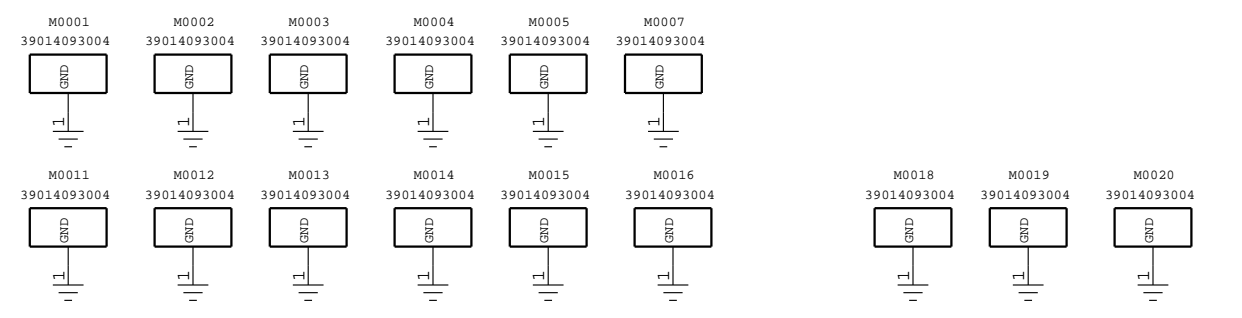 M0001 M0002 M0003 M0004 M0005 M0007
39014093004 39014093004 39014093004 39014093004 39014093004 39014093004
GND GND GND GND GND GND
1 1 1 1 1 1
M0011 M0012 M0013 M0014 M0015 M0016 M0018 M0019 M0020
39014093004 39014093004 39014093004 39014093004 39014093004 39014093004 39014093004 39014093004 39014093004
GND GND GND GND GND GND GND GND GND
1 1 1 1 1 1 1 1 1